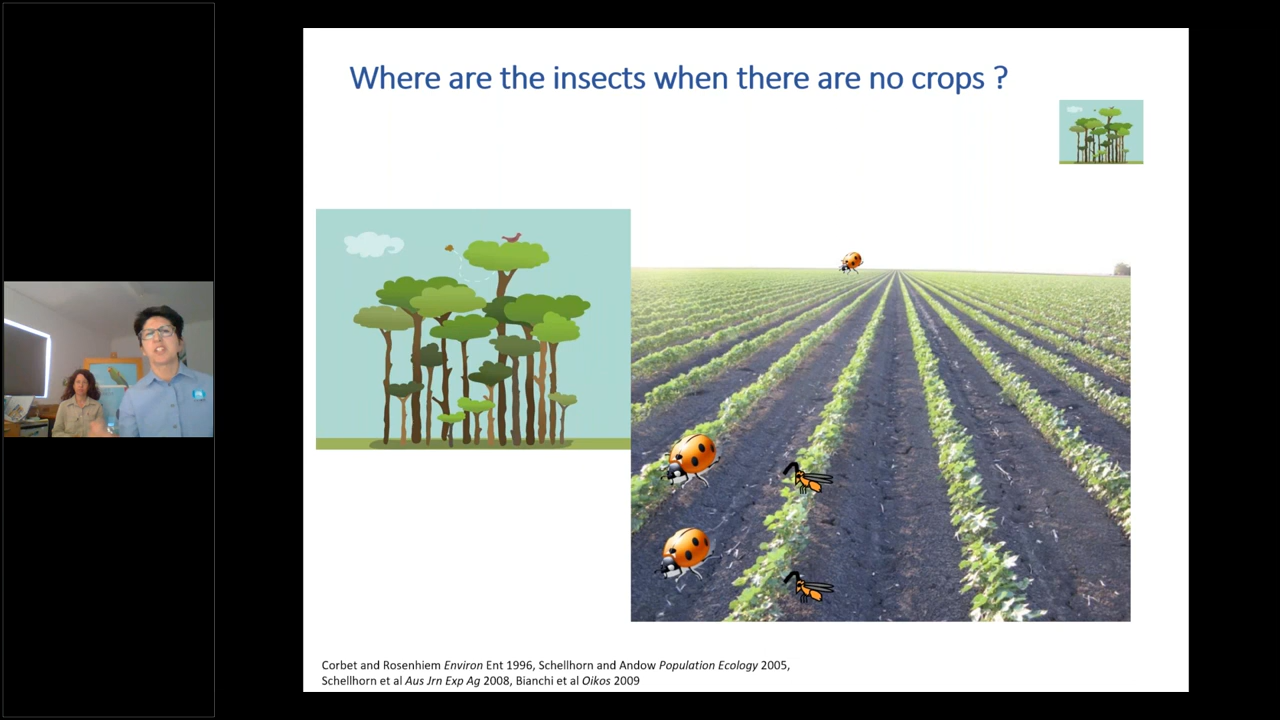 Where are the insects when there are no crops ?
Corbet and Rosenhiem Environ Ent 1996, Schellhorn and Andow Population Ecology 2005,
Schellhorn et al Aus Jrn Exp Ag 2008, Bianchi et al Oikos 2009